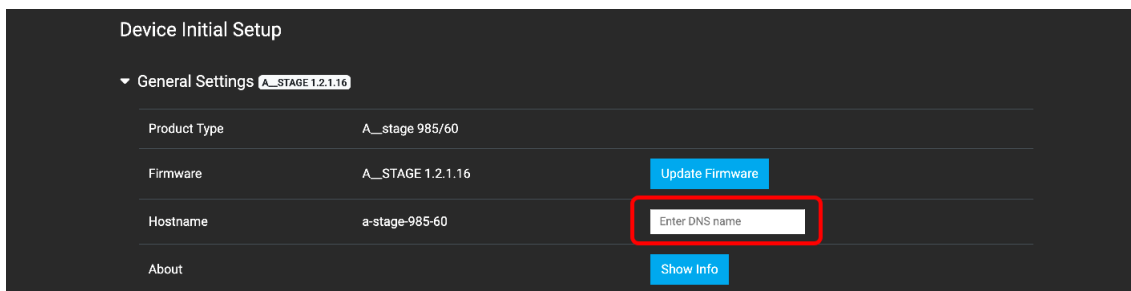 Device Initial Setup
General Settings A__STAGE 1.2.1.16
Product Type A__stage 985/60
Firmware A__STAGE 1.2.1.16 Update Firmware
Hostname a-stage-985-60 Enter DNS name
About Show Info